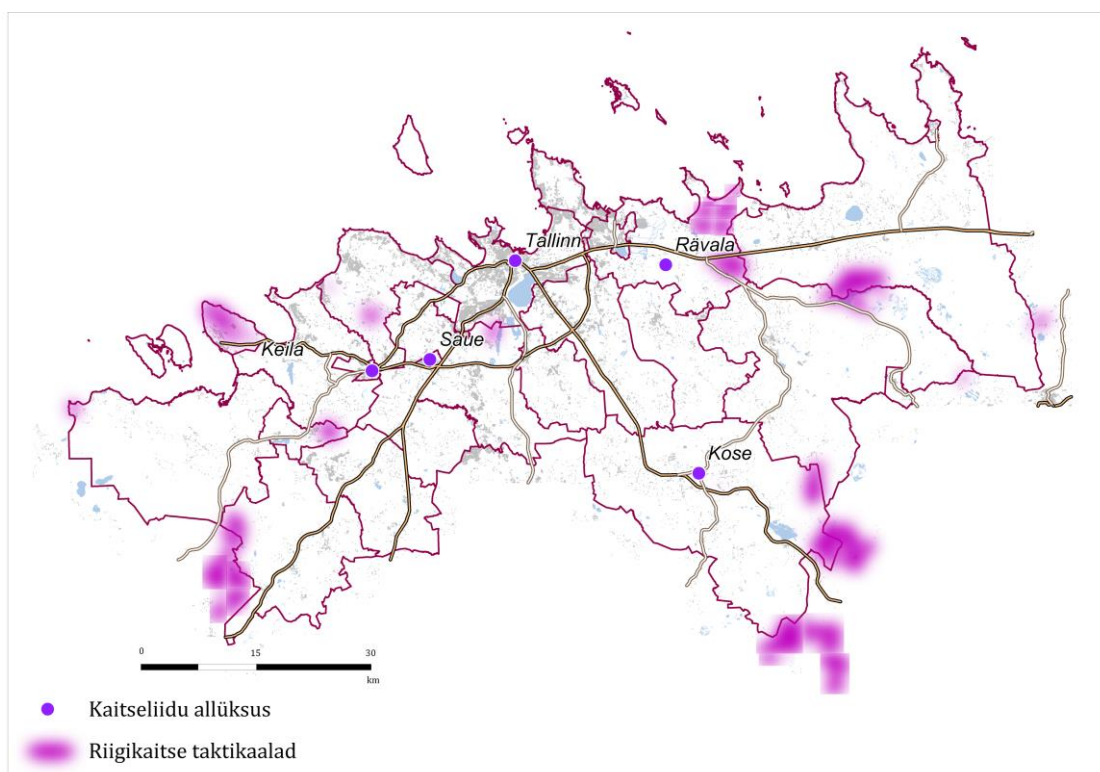 Tallinn
Rävala
Saue
Keila
Kose
0 15 30
km
Kaitseliidu allüksus
Riigikaitse taktikaalad